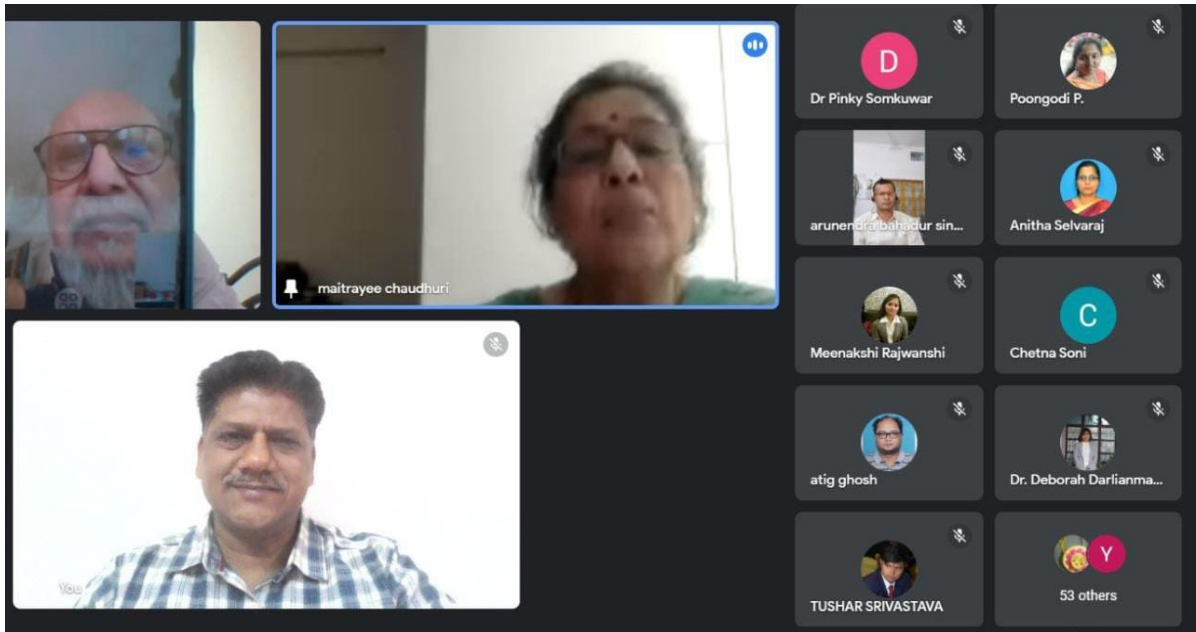 maitrayee chaudhuri
You
D
Dr Pinky Somkuwar
Poongodi P.
arunendra bahadur sin...
Anitha Selvaraj
Meenakshi Rajwanshi
C
Chetna Soni
atig ghosh
Dr. Deborah Darlianma...
TUSHAR SRIVASTAVA
Y
53 others